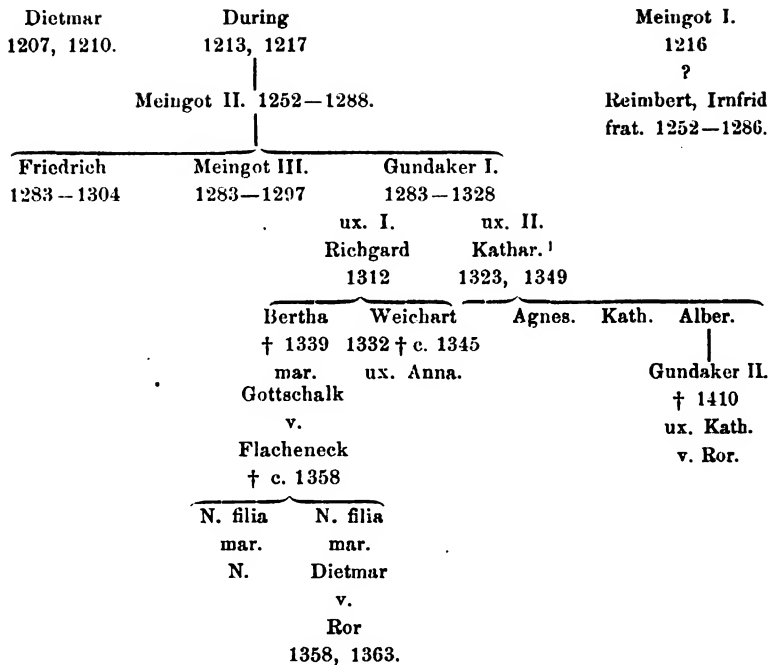 Dietmar During Meingot I.
1207, 1210. 1213, 1217 1216
?
Meingot II. 1252—1288. Reimbert, Irnfrid
frat. 1252—1286.
Friedrich Meingot III. Gundaker I.
1283—1304 1283—1297 1283—1328
ux. I. ux. II.
Richgard Kathar.¹
1312 1323, 1349
Bertha Weichart Agnes. Kath. Alber.
† 1339 1332 † c. 1345
mar. ux. Anna. Gundaker II.
Gottschalk † 1410
v. ux. Kath.
Flacheneck v. Ror.
† c. 1358
N. filia N. filia
mar. mar.
N. Dietmar
v.
Ror
1358, 1363.